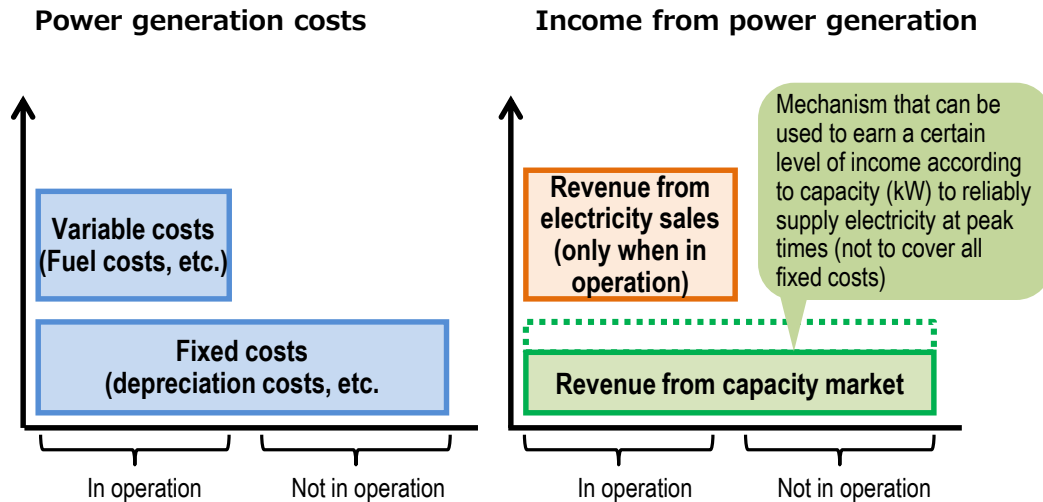 Power generation costs
Income from power generation
Mechanism that can be
used to earn a certain
level of income according
to capacity (kW) to reliably
supply electricity at peak
times (not to cover all
fixed costs)
Variable costs
(Fuel costs, etc.)
Fixed costs
(depreciation costs, etc.
Revenue from
electricity sales
(only when in
operation)
Revenue from capacity market
In operation
Not in operation
In operation
Not in operation